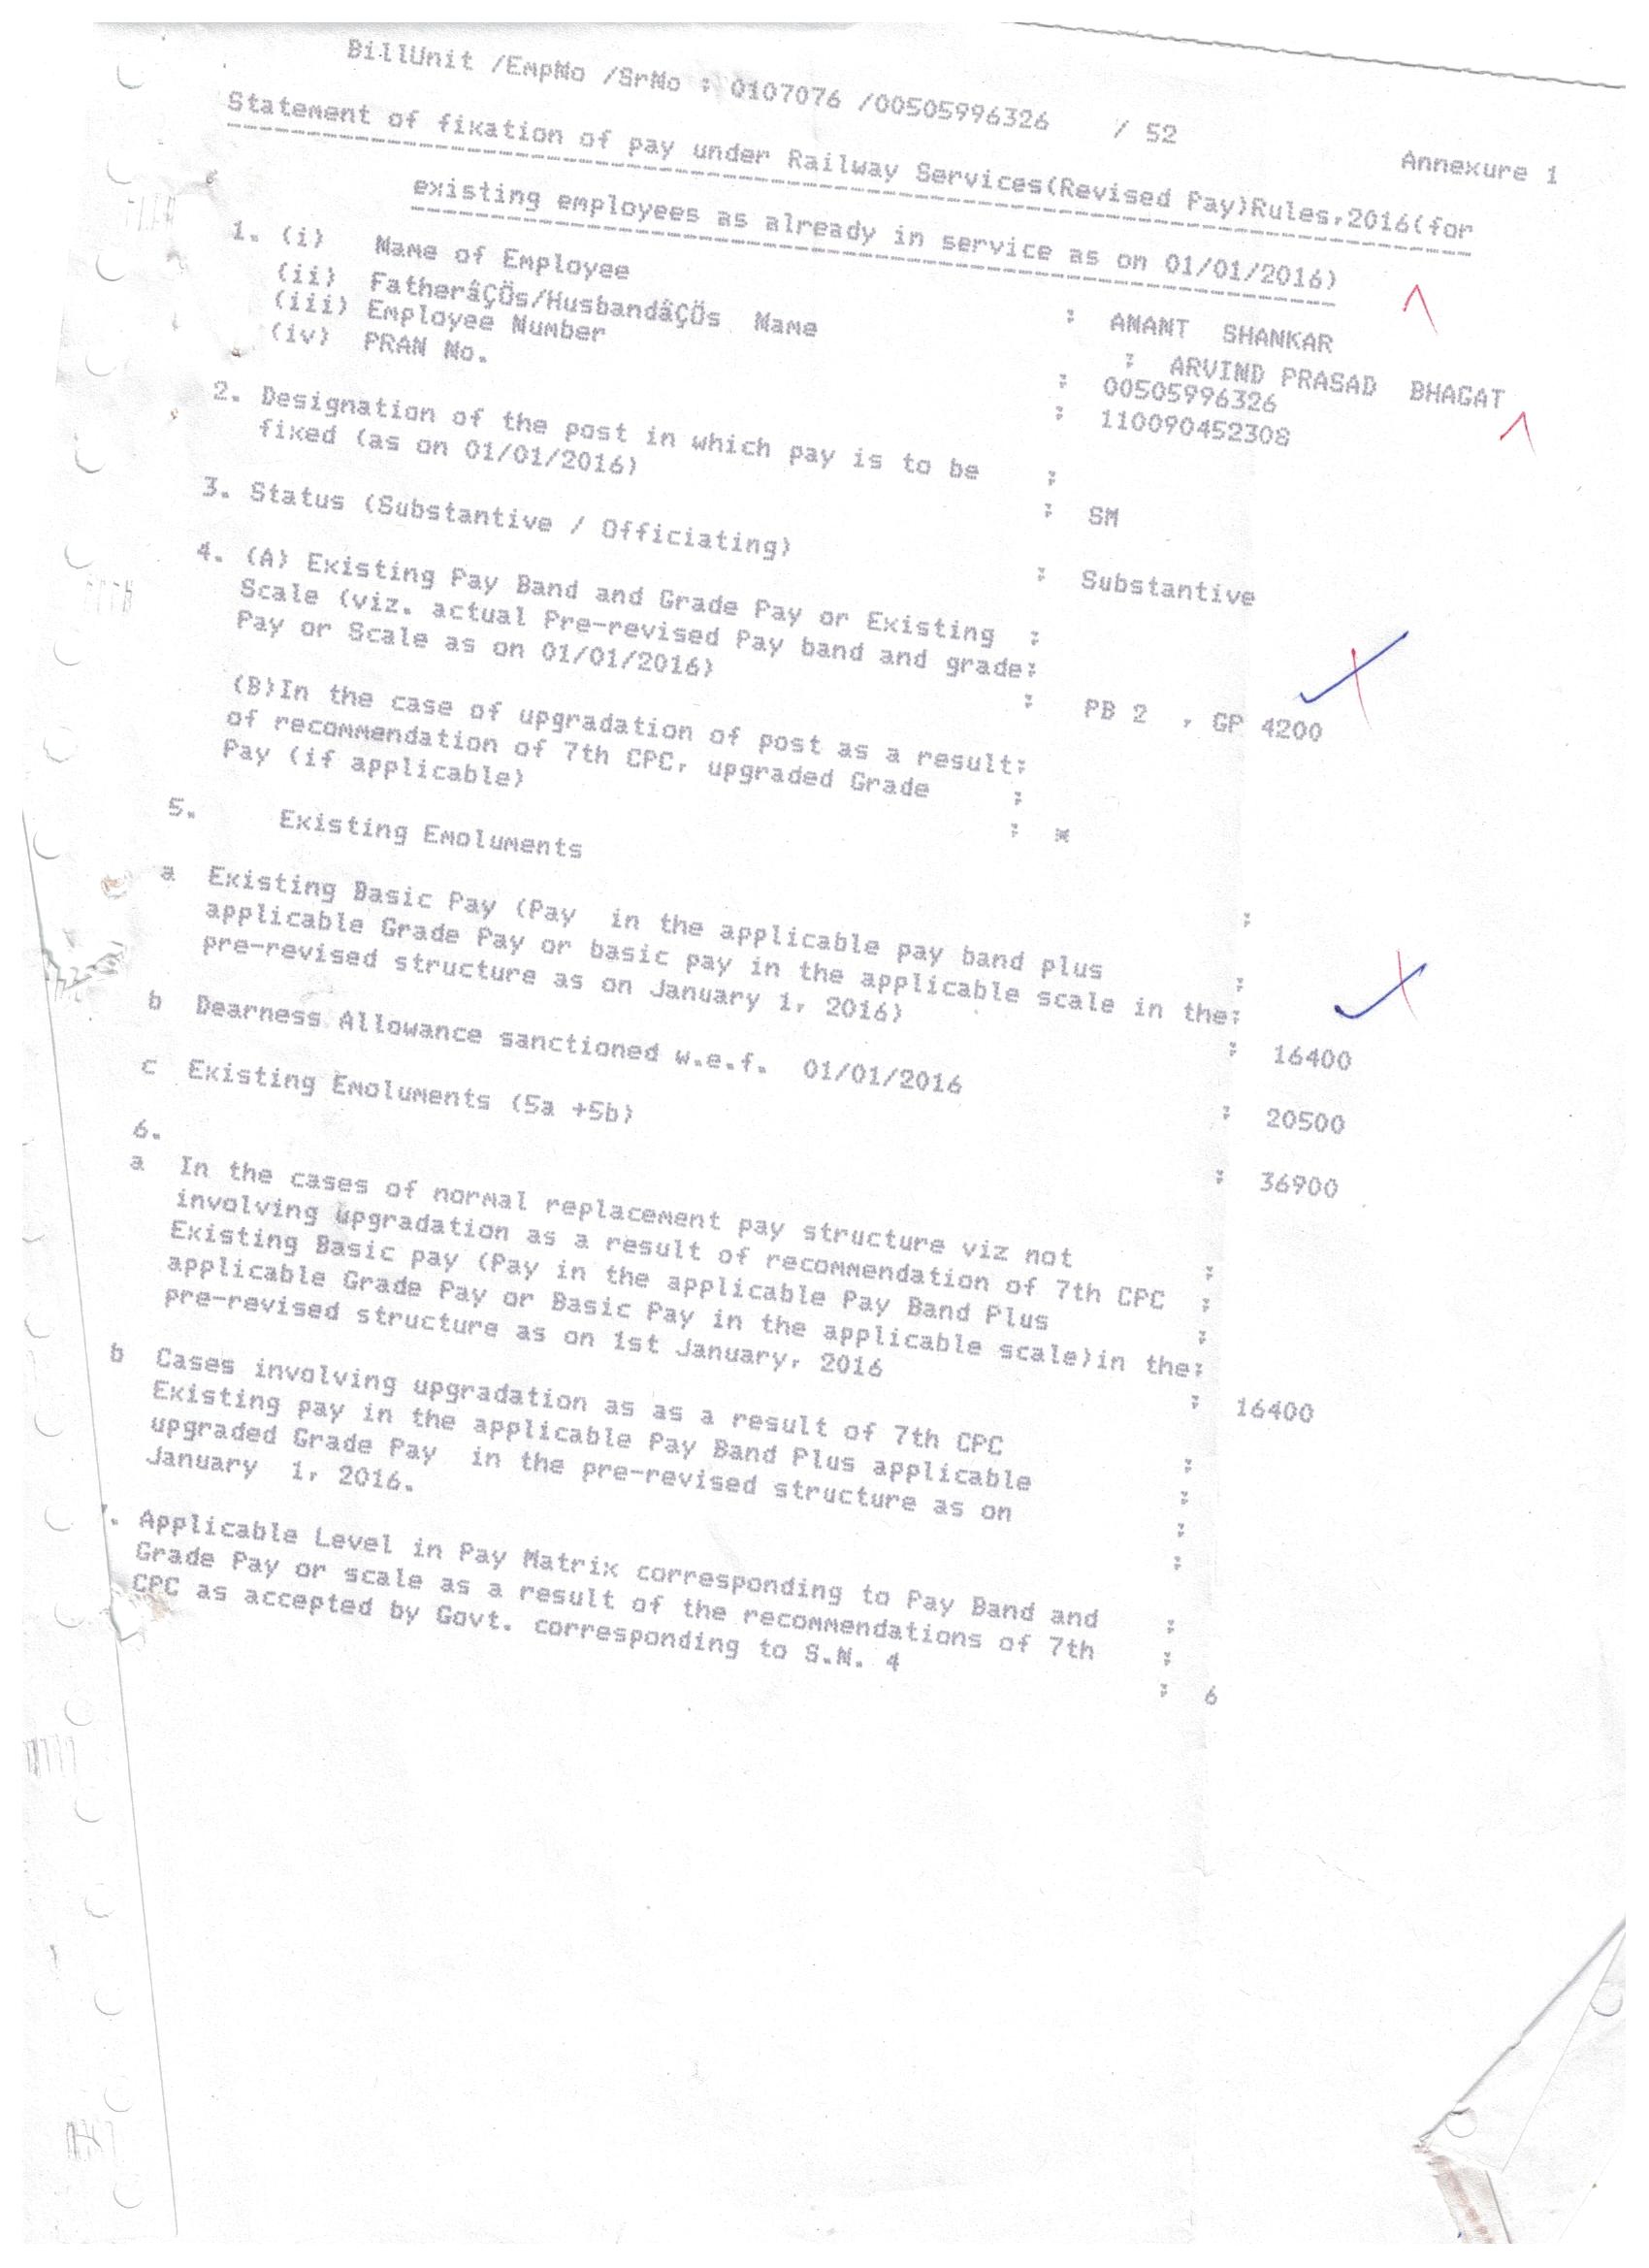 BillUnit /EmpNo /SrNo : 0107076 /00505996326 / 52
Annexure 1
Statement of fixation of pay under Railway Services(Revised Pay)Rules,2016(for
existing employees as already in service as on 01/01/2016)
1. (i) Name of Employee : ANANT SHANKAR
(ii) FatherâÇÖs/HusbandâÇÖs Name : ARVIND PRASAD BHAGAT
(iii) Employee Number : 00505996326
(iv) PRAN No. : 110090452308
2. Designation of the post in which pay is to be :
fixed (as on 01/01/2016) : SM
3. Status (Substantive / Officiating) : Substantive
4. (A) Existing Pay Band and Grade Pay or Existing :
Scale (viz. actual Pre-revised Pay band and grade:
Pay or Scale as on 01/01/2016) : PB 2 , GP 4200
(B)In the case of upgradation of post as a result:
of recommendation of 7th CPC, upgraded Grade :
Pay (if applicable) : *
5. Existing Emoluments :
a Existing Basic Pay (Pay in the applicable pay band plus :
applicable Grade Pay or basic pay in the applicable scale in the:
pre-revised structure as on January 1, 2016) : 16400
b Dearness Allowance sanctioned w.e.f. 01/01/2016 : 20500
c Existing Emoluments (5a +5b) : 36900
6.
a In the cases of normal replacement pay structure viz not :
involving upgradation as a result of recommendation of 7th CPC :
Existing Basic pay (Pay in the applicable Pay Band Plus :
applicable Grade Pay or Basic Pay in the applicable scale)in the:
pre-revised structure as on 1st January, 2016 : 16400
b Cases involving upgradation as as a result of 7th CPC :
Existing pay in the applicable Pay Band Plus applicable :
upgraded Grade Pay in the pre-revised structure as on :
January 1, 2016. :
. Applicable Level in Pay Matrix corresponding to Pay Band and :
Grade Pay or scale as a result of the recommendations of 7th :
CPC as accepted by Govt. corresponding to S.N. 4 : 6